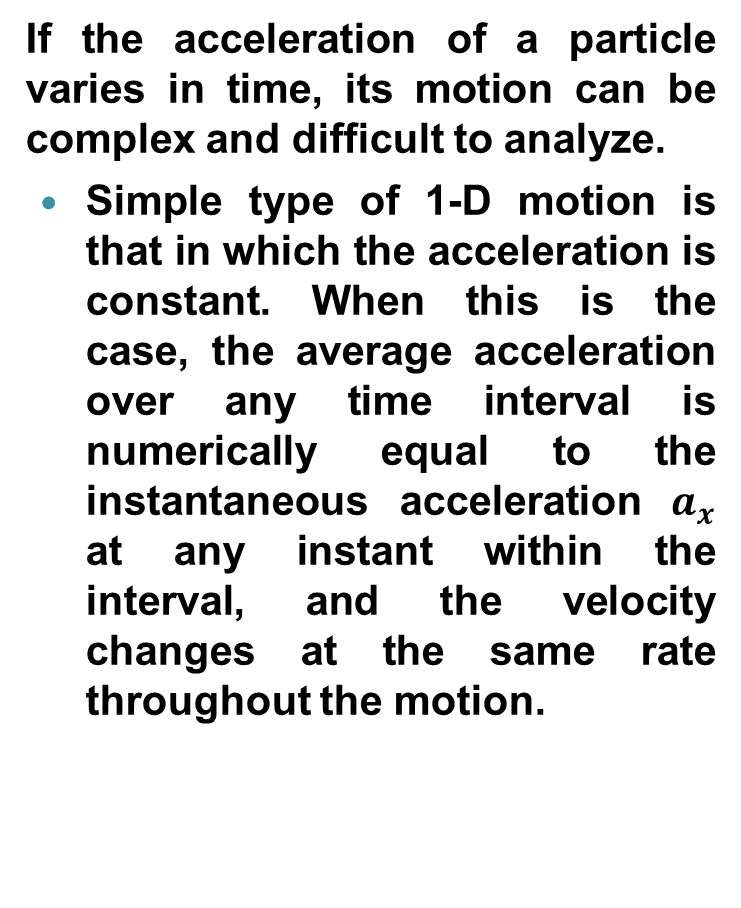 If the acceleration of a particle
varies in time, its motion can be
complex and difficult to analyze.
• Simple type of 1-D motion is
that in which the acceleration is
constant. When this is the
case, the average acceleration
over any time interval is
numerically equal to the
instantaneous acceleration 𝒂ₓ
at any instant within the
interval, and the velocity
changes at the same rate
throughout the motion.